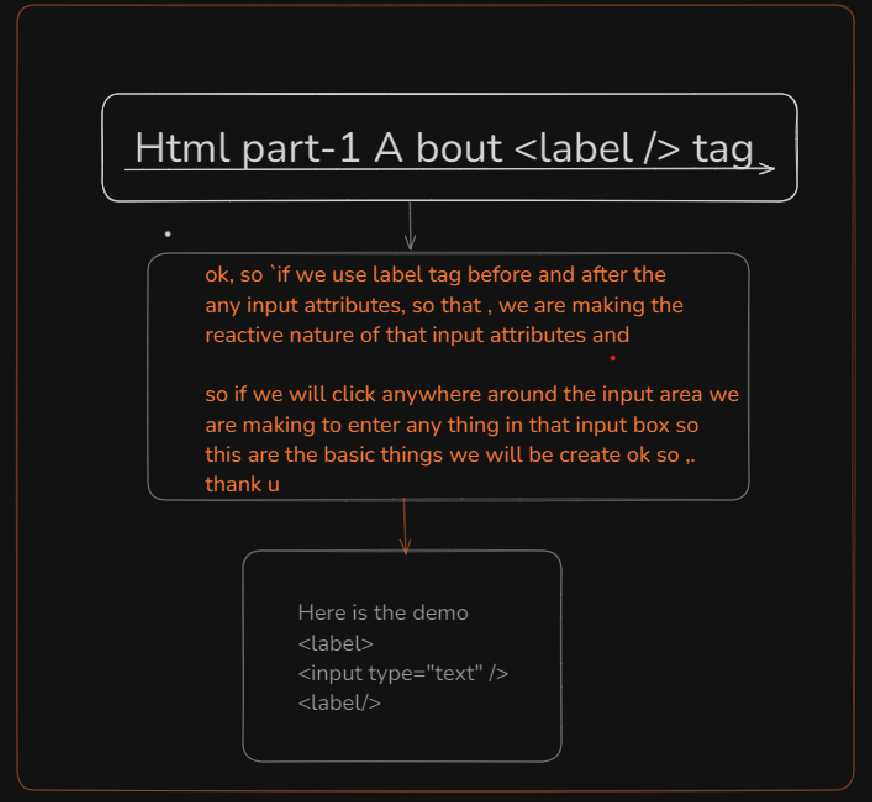 Html part-1 A bout <label /> tag
ok, so `if we use label tag before and after the
any input attributes, so that , we are making the
reactive nature of that input attributes and
so if we will click anywhere around the input area we
are making to enter any thing in that input box so
this are the basic things we will be create ok so ,.
thank u
Here is the demo
<label>
<input type="text" />
<label/>